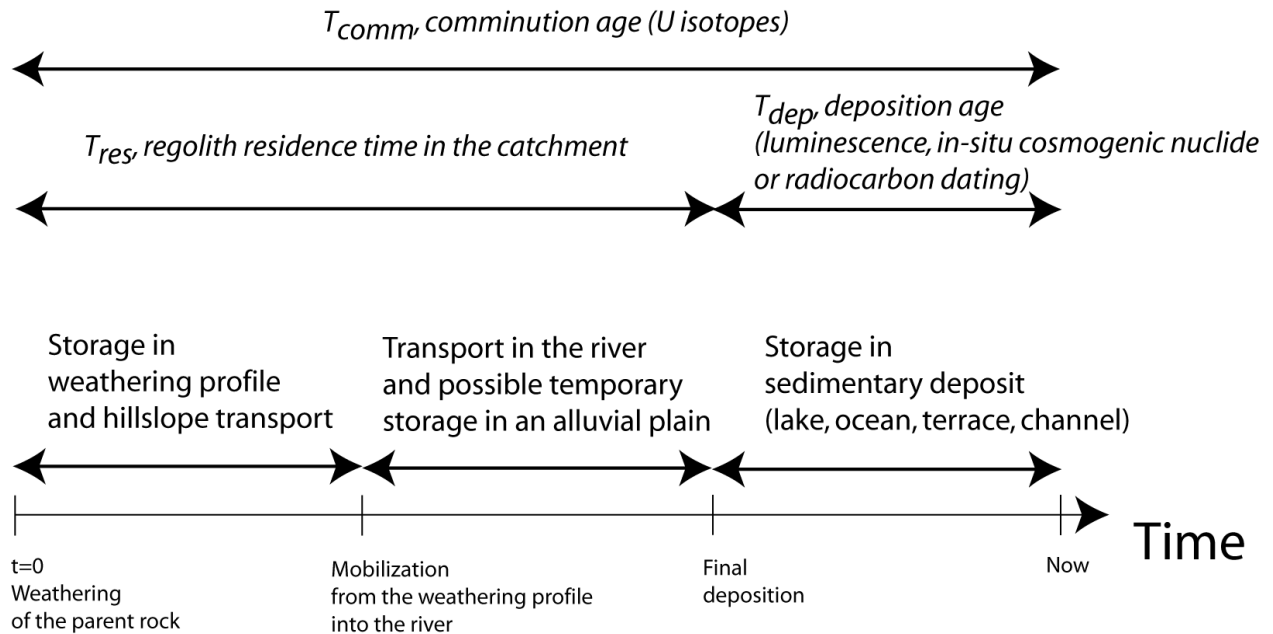 Tcomm, comminution age (U isotopes)
Tdep, deposition age
(luminescence, in-situ cosmogenic nuclide
or radiocarbon dating)
Tres, regolith residence time in the catchment
Storage in
weathering profile
and hillslope transport
Transport in the river
and possible temporary
storage in an alluvial plain
Storage in
sedimentary deposit
(lake, ocean, terrace, channel)
Time
t=0
Weathering
of the parent rock
Mobilization
from the weathering profile
into the river
Final
deposition
Now